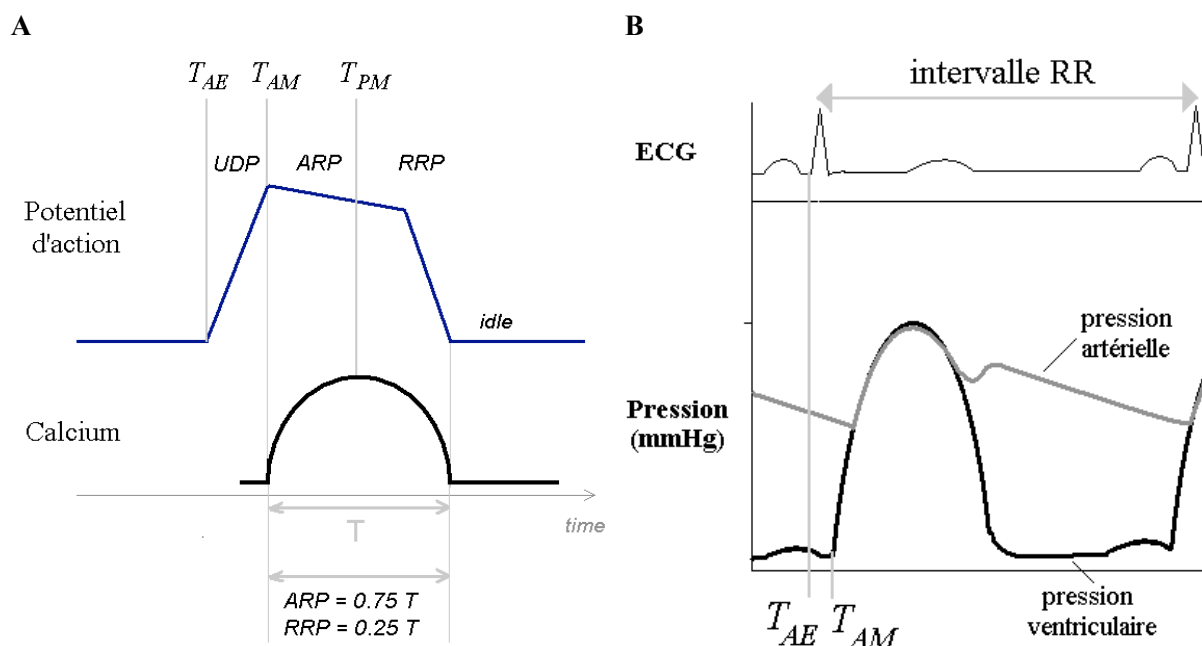 A
T_AE T_AM T_PM
UDP ARP RRP
Potentiel
d'action
idle
Calcium
time
T
ARP = 0.75 T
RRP = 0.25 T
B
intervalle RR
ECG
pression
artérielle
Pression
(mmHg)
T_AE T_AM
pression
ventriculaire